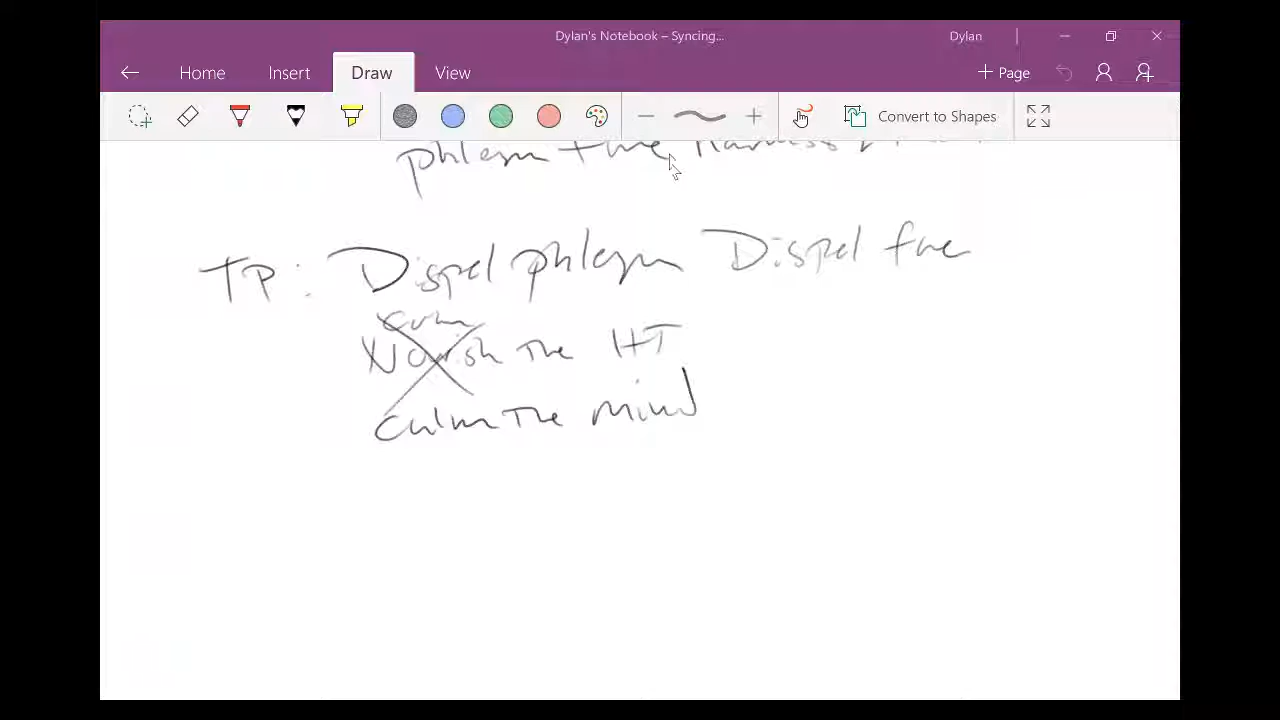 Dylan's Notebook – Syncing...
Dylan
Home Insert Draw View
Page
Convert to Shapes
phlegm + fire
TP: Dispel phlegm Dispel fire
calm
Nourish the HT
calm the mind